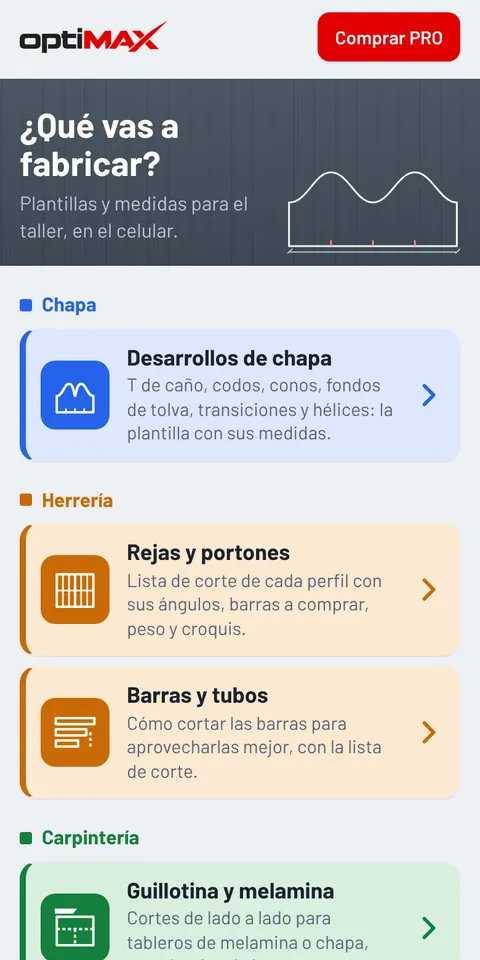 optiMAX
Comprar PRO
¿Qué vas a
fabricar?
Plantillas y medidas para el
taller, en el celular.
Chapa
Desarrollos de chapa
T de caño, codos, conos, fondos
de tolva, transiciones y hélices: la
plantilla con sus medidas.
Herrería
Rejas y portones
Lista de corte de cada perfil con
sus ángulos, barras a comprar,
peso y croquis.
Barras y tubos
Cómo cortar las barras para
aprovecharlas mejor, con la lista
de corte.
Carpintería
Guillotina y melamina
Cortes de lado a lado para
tableros de melamina o chapa,